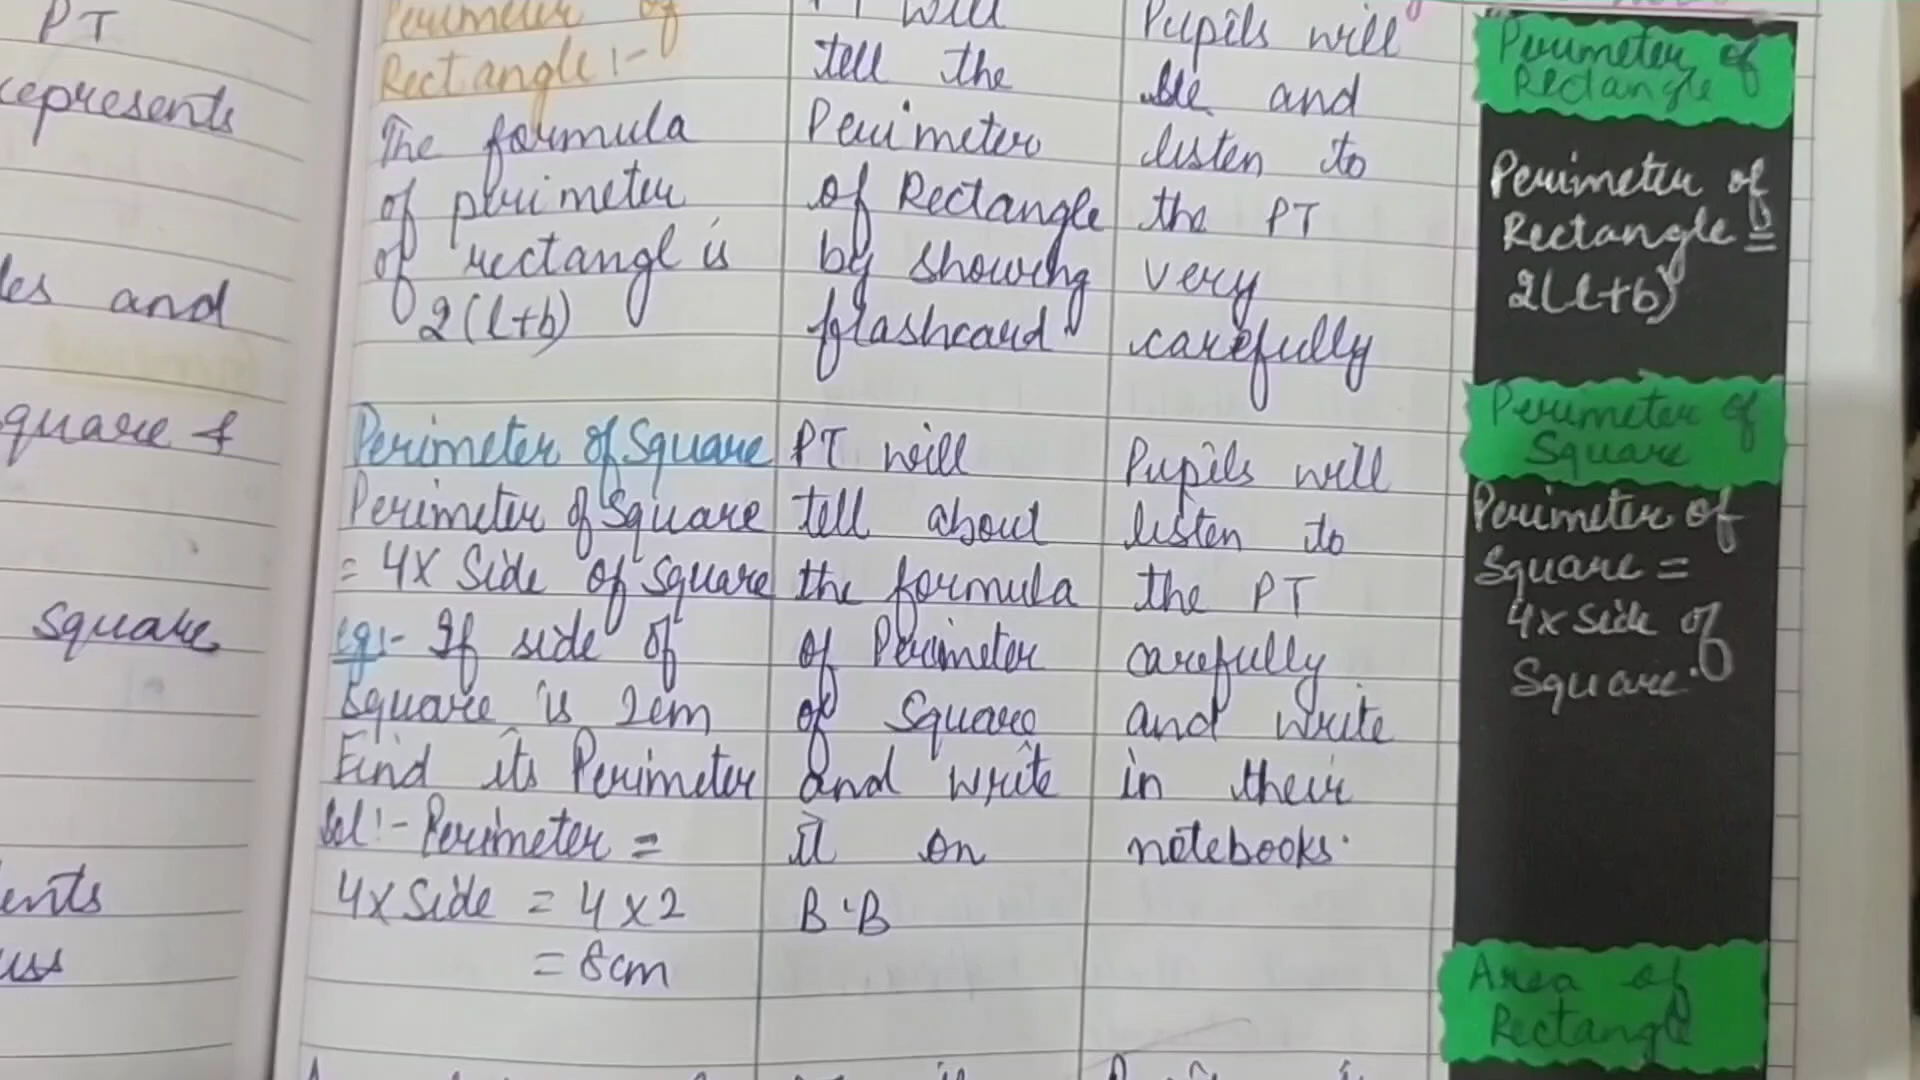 PT
represents
les and
quare &
square
ents
uss
Perimeter of
Rectangle :-
The formula
of perimeter
of rectangl is
2(l+b)
Perimeter of Square
Perimeter of Square
= 4x Side of Square
eg:- If side of
square is 2cm
Find its Perimeter
Sol:- Perimeter =
4x Side = 4 x 2
= 8cm
will
tell the
Perimeter
of Rectangle
by showing
flashcard
PT will
tell about
the formula
of Perimeter
of Square
and write
it on
B.B
Pupils will
see and
listen to
the PT
very
carefully
Pupils will
listen to
the PT
carefully
and write
in their
notebooks.
Perimeter of
Rectangle
Perimeter of
Rectangle =
2(l+b)
Perimeter of
Square
Perimeter of
Square =
4x Side of
Square.
Area of
Rectangle